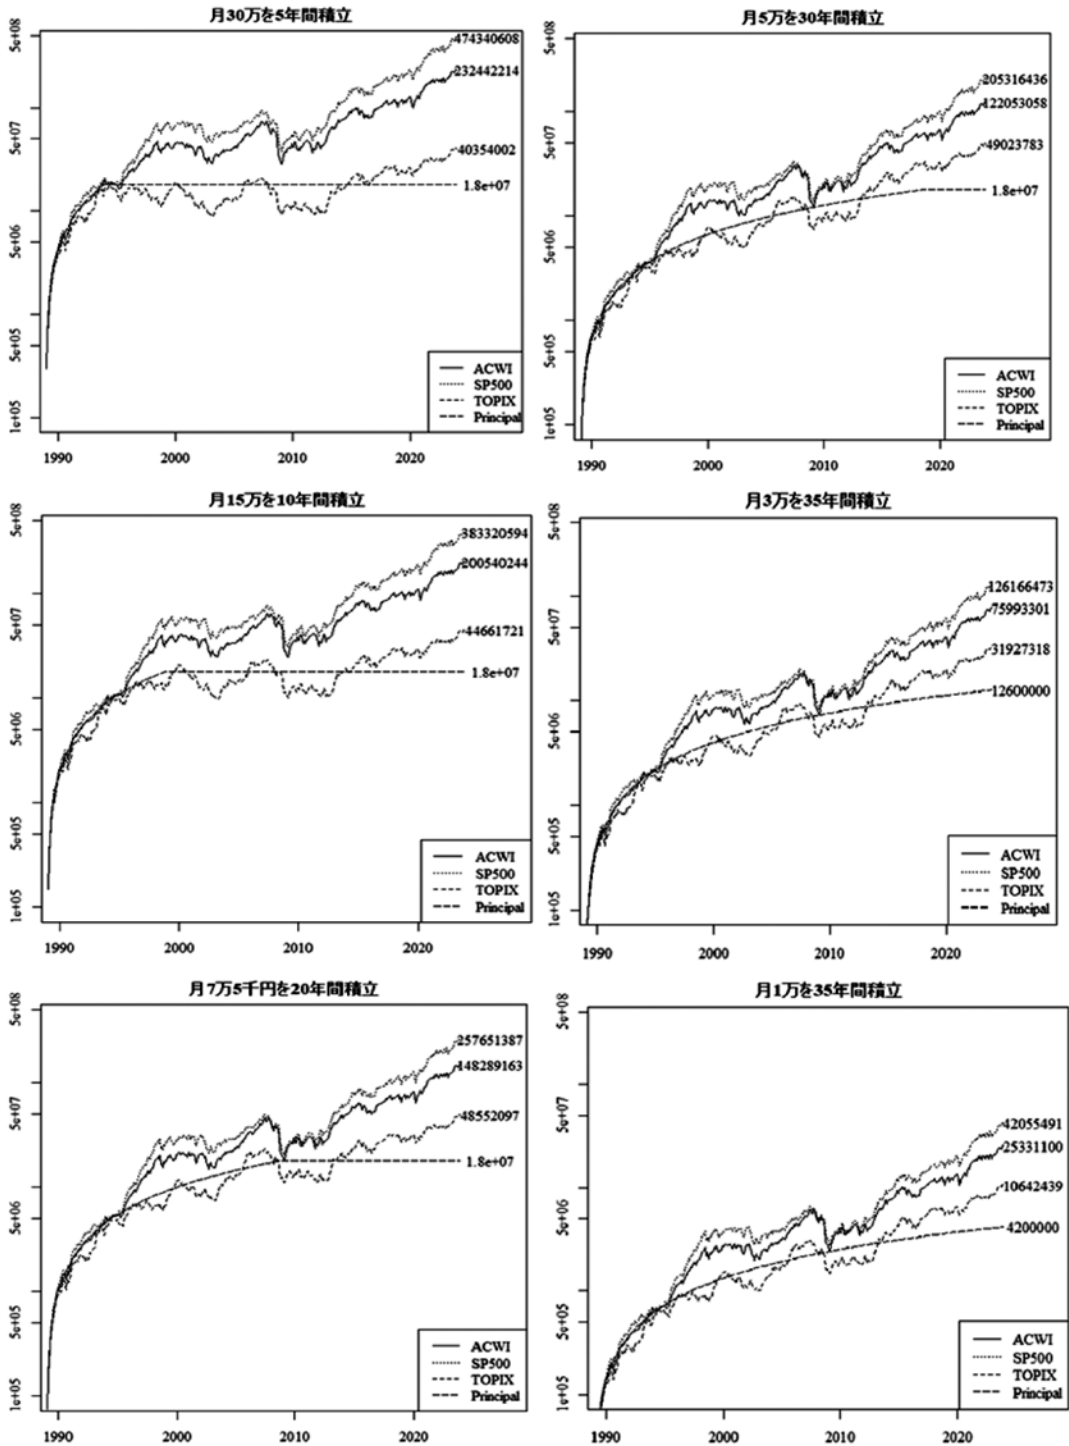 月30万を5年間積立
5e+08
5e+07
5e+06
5e+05
1e+05
474340608
232442214
40354002
1.8e+07
ACWI
SP500
TOPIX
Principal
1990 2000 2010 2020
月5万を30年間積立
5e+08
5e+07
5e+06
5e+05
1e+05
205316436
122053058
49023783
1.8e+07
ACWI
SP500
TOPIX
Principal
1990 2000 2010 2020
月15万を10年間積立
5e+08
5e+07
5e+06
5e+05
1e+05
383320594
200540244
44661721
1.8e+07
ACWI
SP500
TOPIX
Principal
1990 2000 2010 2020
月3万を35年間積立
5e+08
5e+07
5e+06
5e+05
1e+05
126166473
75993301
31927318
12600000
ACWI
SP500
TOPIX
Principal
1990 2000 2010 2020
月7万5千円を20年間積立
5e+08
5e+07
5e+06
5e+05
1e+05
257651387
148289163
48552097
1.8e+07
ACWI
SP500
TOPIX
Principal
1990 2000 2010 2020
月1万を35年間積立
5e+08
5e+07
5e+06
5e+05
1e+05
42055491
25331100
10642439
4200000
ACWI
SP500
TOPIX
Principal
1990 2000 2010 2020